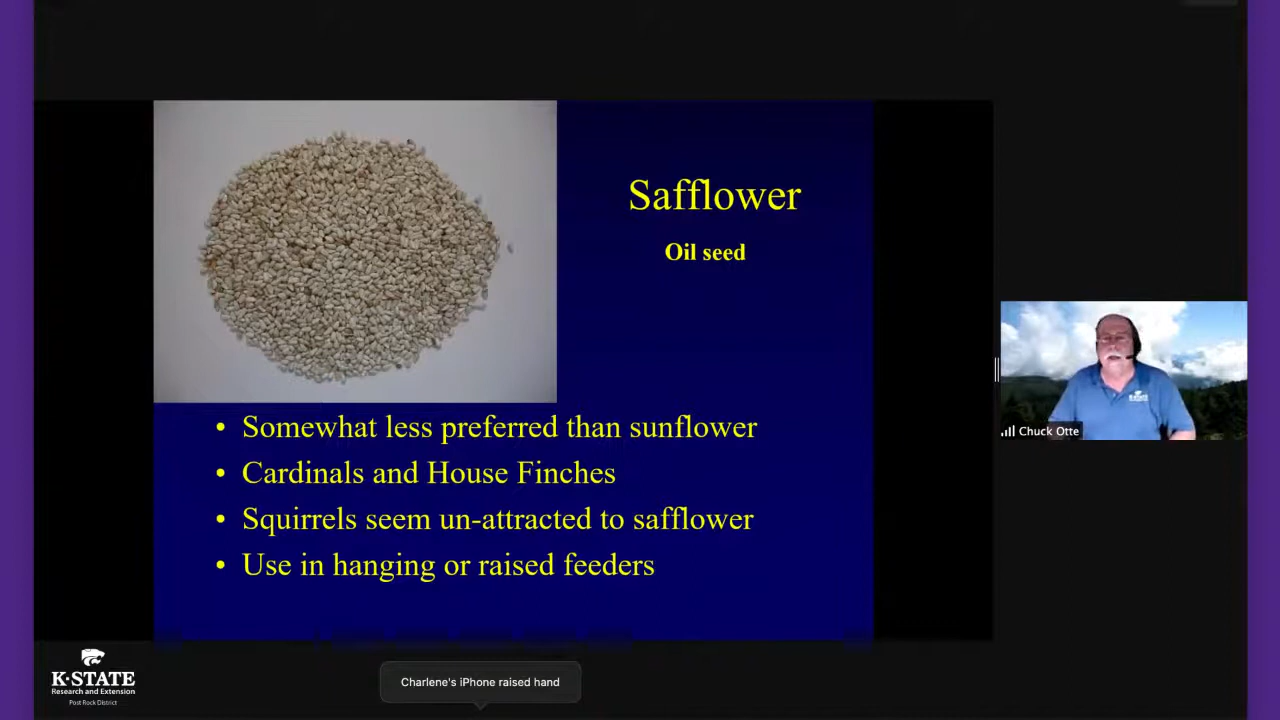 Safflower
Oil seed
• Somewhat less preferred than sunflower
• Cardinals and House Finches
• Squirrels seem un-attracted to safflower
• Use in hanging or raised feeders
K-STATE
Chuck Otte
K·STATE
Research and Extension
Post Rock District
Charlene's iPhone raised hand